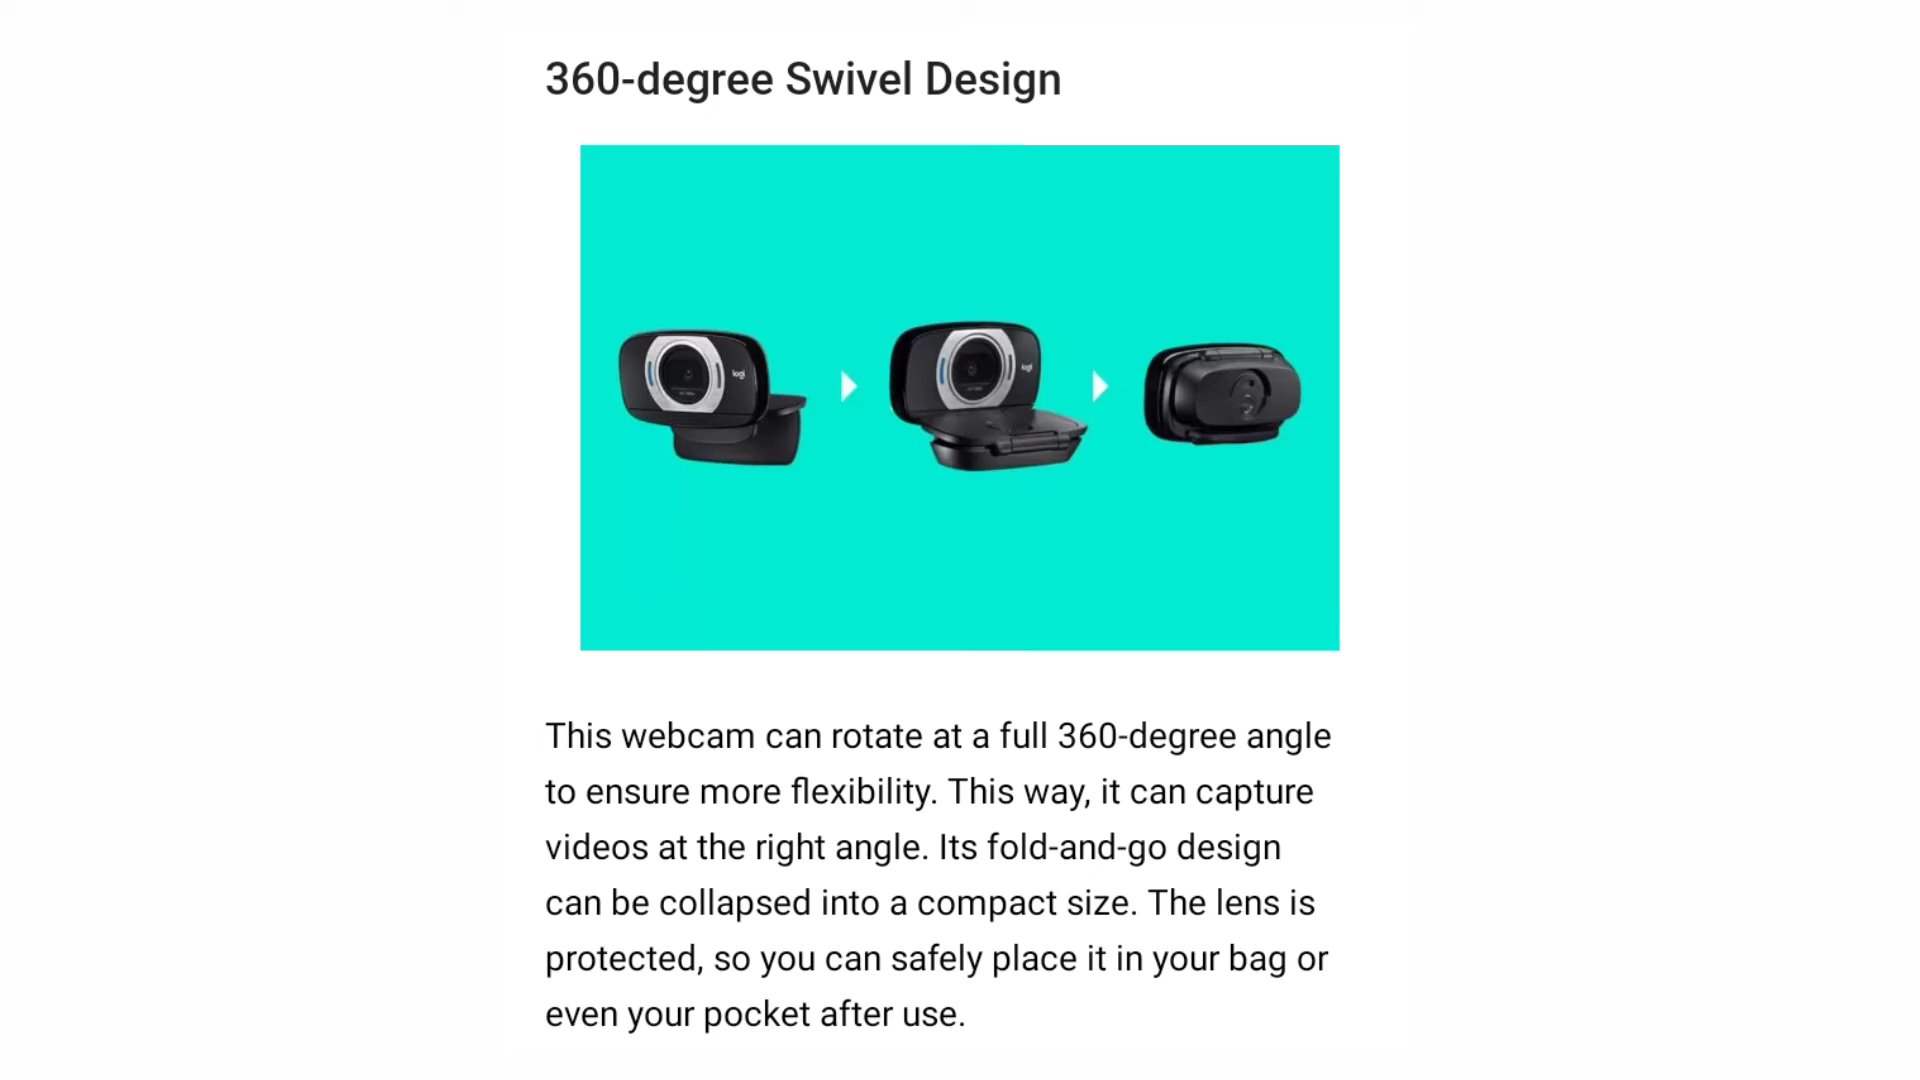 360-degree Swivel Design
logi
logi
This webcam can rotate at a full 360-degree angle
to ensure more flexibility. This way, it can capture
videos at the right angle. Its fold-and-go design
can be collapsed into a compact size. The lens is
protected, so you can safely place it in your bag or
even your pocket after use.